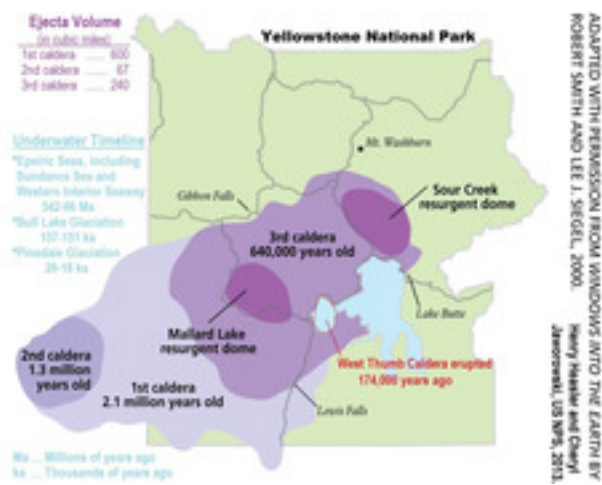 Ejecta Volume
(in cubic miles)
1st caldera ..... 600
2nd caldera ..... 67
3rd caldera ..... 240
Yellowstone National Park
Underwater Timeline
*Epeiric Seas, including
Sundance Sea and
Western Interior Seaway
542-66 Ma
*Bull Lake Glaciation
107-151 ka
*Pinedale Glaciation
ka
Mt. Washburn
Gibbon Falls
Sour Creek
resurgent dome
3rd caldera
640,000 years old
Mallard Lake
resurgent dome
Lake Butte
West Thumb Caldera erupted
174,000 years ago
2nd caldera
1.3 million
years old
1st caldera
2.1 million years old
Lewis Falls
Ma ... Millions of years ago
ka ... Thousands of years ago
ADAPTED WITH PERMISSION FROM WINDOWS INTO THE EARTH BY
ROBERT SMITH AND LEE J. SIEGEL, 2000.
Henry Heasler and Cheryl
Jaworowski, US NPS, 2013.